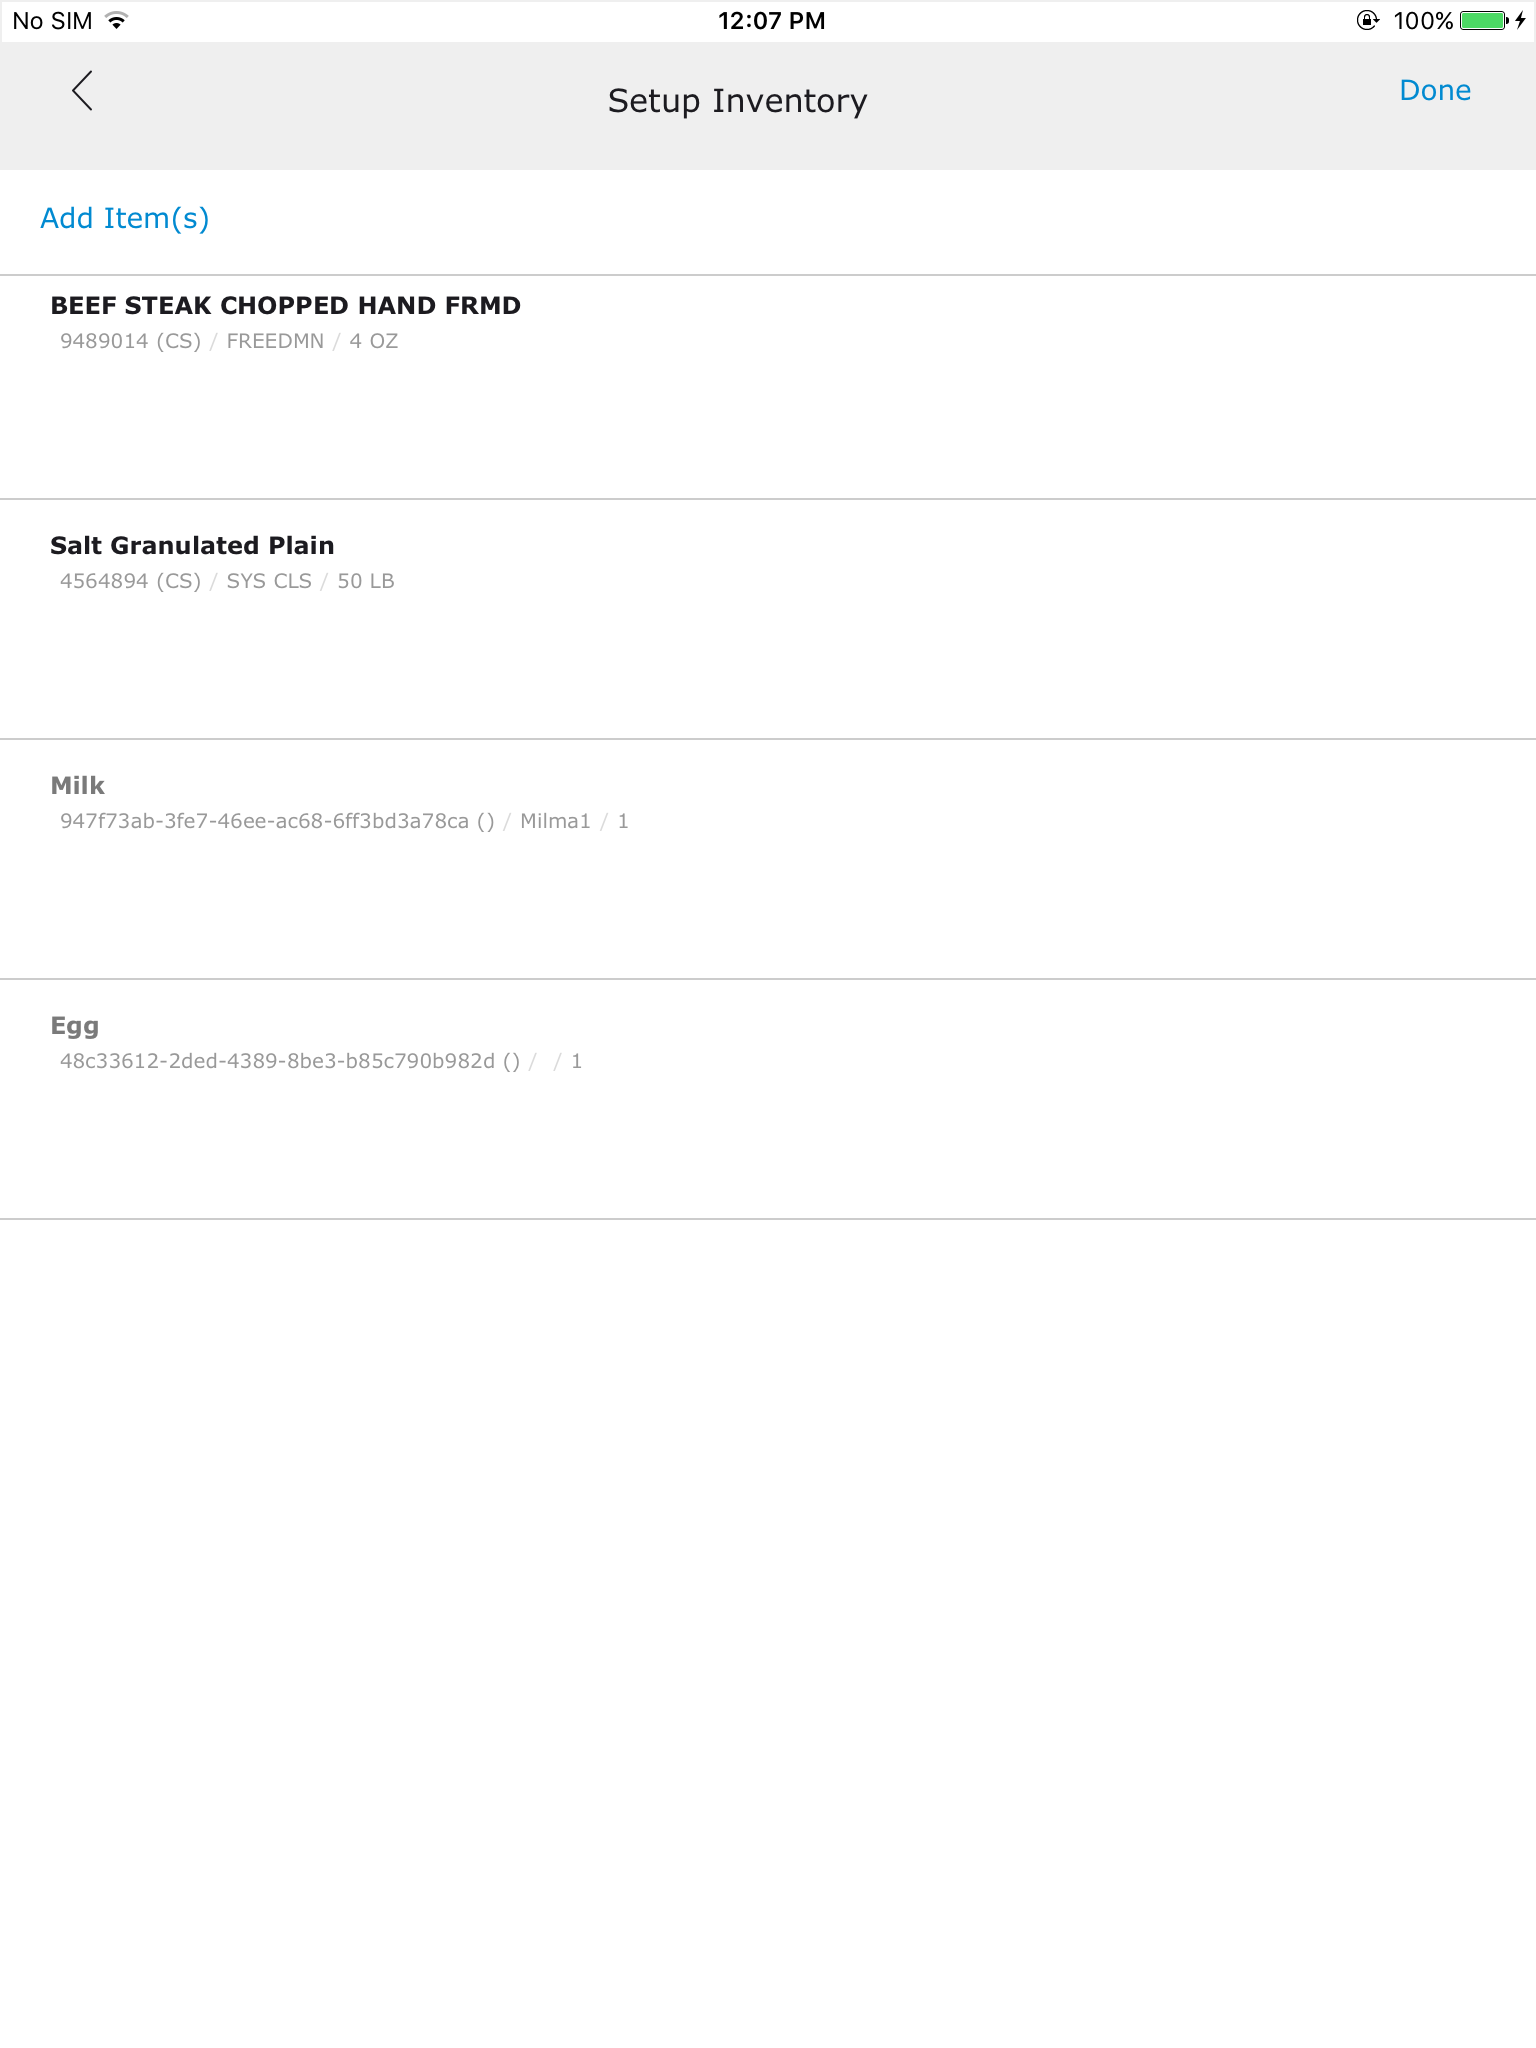 No SIM 12:07 PM 100%
Setup Inventory Done
Add Item(s)
BEEF STEAK CHOPPED HAND FRMD
9489014 (CS) / FREEDMN / 4 OZ
Salt Granulated Plain
4564894 (CS) / SYS CLS / 50 LB
Milk
947f73ab-3fe7-46ee-ac68-6ff3bd3a78ca () / Milma1 / 1
Egg
48c33612-2ded-4389-8be3-b85c790b982d () / / 1